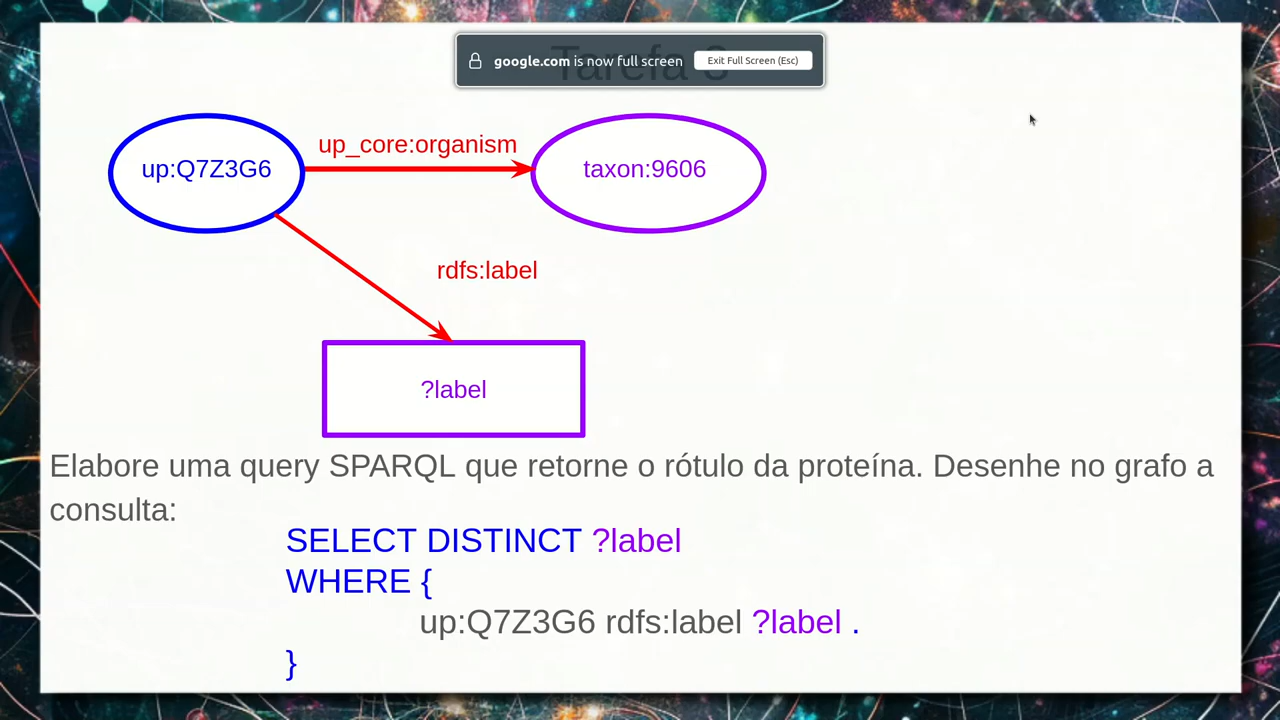 Tarefa 3
google.com is now full screen Exit Full Screen (Esc)
up_core:organism
up:Q7Z3G6
taxon:9606
rdfs:label
?label
Elabore uma query SPARQL que retorne o rótulo da proteína. Desenhe no grafo a
consulta:
SELECT DISTINCT ?label
WHERE {
up:Q7Z3G6 rdfs:label ?label .
}